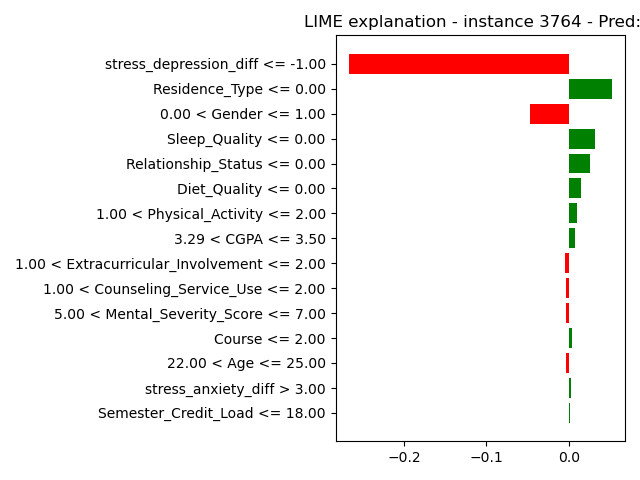 LIME explanation - instance 3764 - Pred:
stress_depression_diff <= -1.00
Residence_Type <= 0.00
0.00 < Gender <= 1.00
Sleep_Quality <= 0.00
Relationship_Status <= 0.00
Diet_Quality <= 0.00
1.00 < Physical_Activity <= 2.00
3.29 < CGPA <= 3.50
1.00 < Extracurricular_Involvement <= 2.00
1.00 < Counseling_Service_Use <= 2.00
5.00 < Mental_Severity_Score <= 7.00
Course <= 2.00
22.00 < Age <= 25.00
stress_anxiety_diff > 3.00
Semester_Credit_Load <= 18.00
−0.2 −0.1 0.0